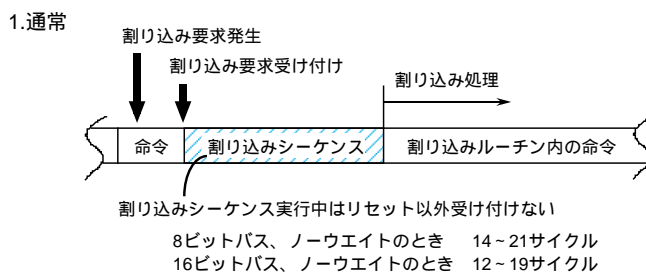 1.通常
割り込み要求発生
割り込み要求受け付け
割り込み処理
命令
割り込みシーケンス
割り込みルーチン内の命令
割り込みシーケンス実行中はリセット以外受け付けない
8ビットバス、ノーウエイトのとき 14~21サイクル
16ビットバス、ノーウエイトのとき 12~19サイクル